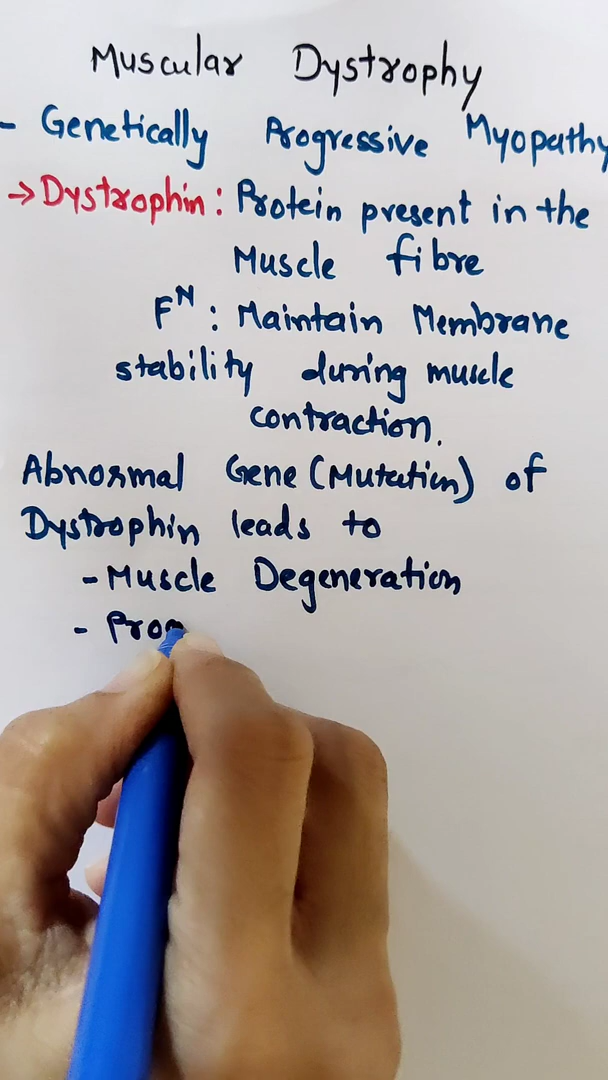 Muscular Dystrophy
- Genetically Progressive Myopathy
→ Dystrophin : Protein present in the
Muscle fibre
Fᴺ : Maintain Membrane
stability during muscle
contraction.
Abnormal Gene (Mutation) of
Dystrophin leads to
- Muscle Degeneration
- Prog